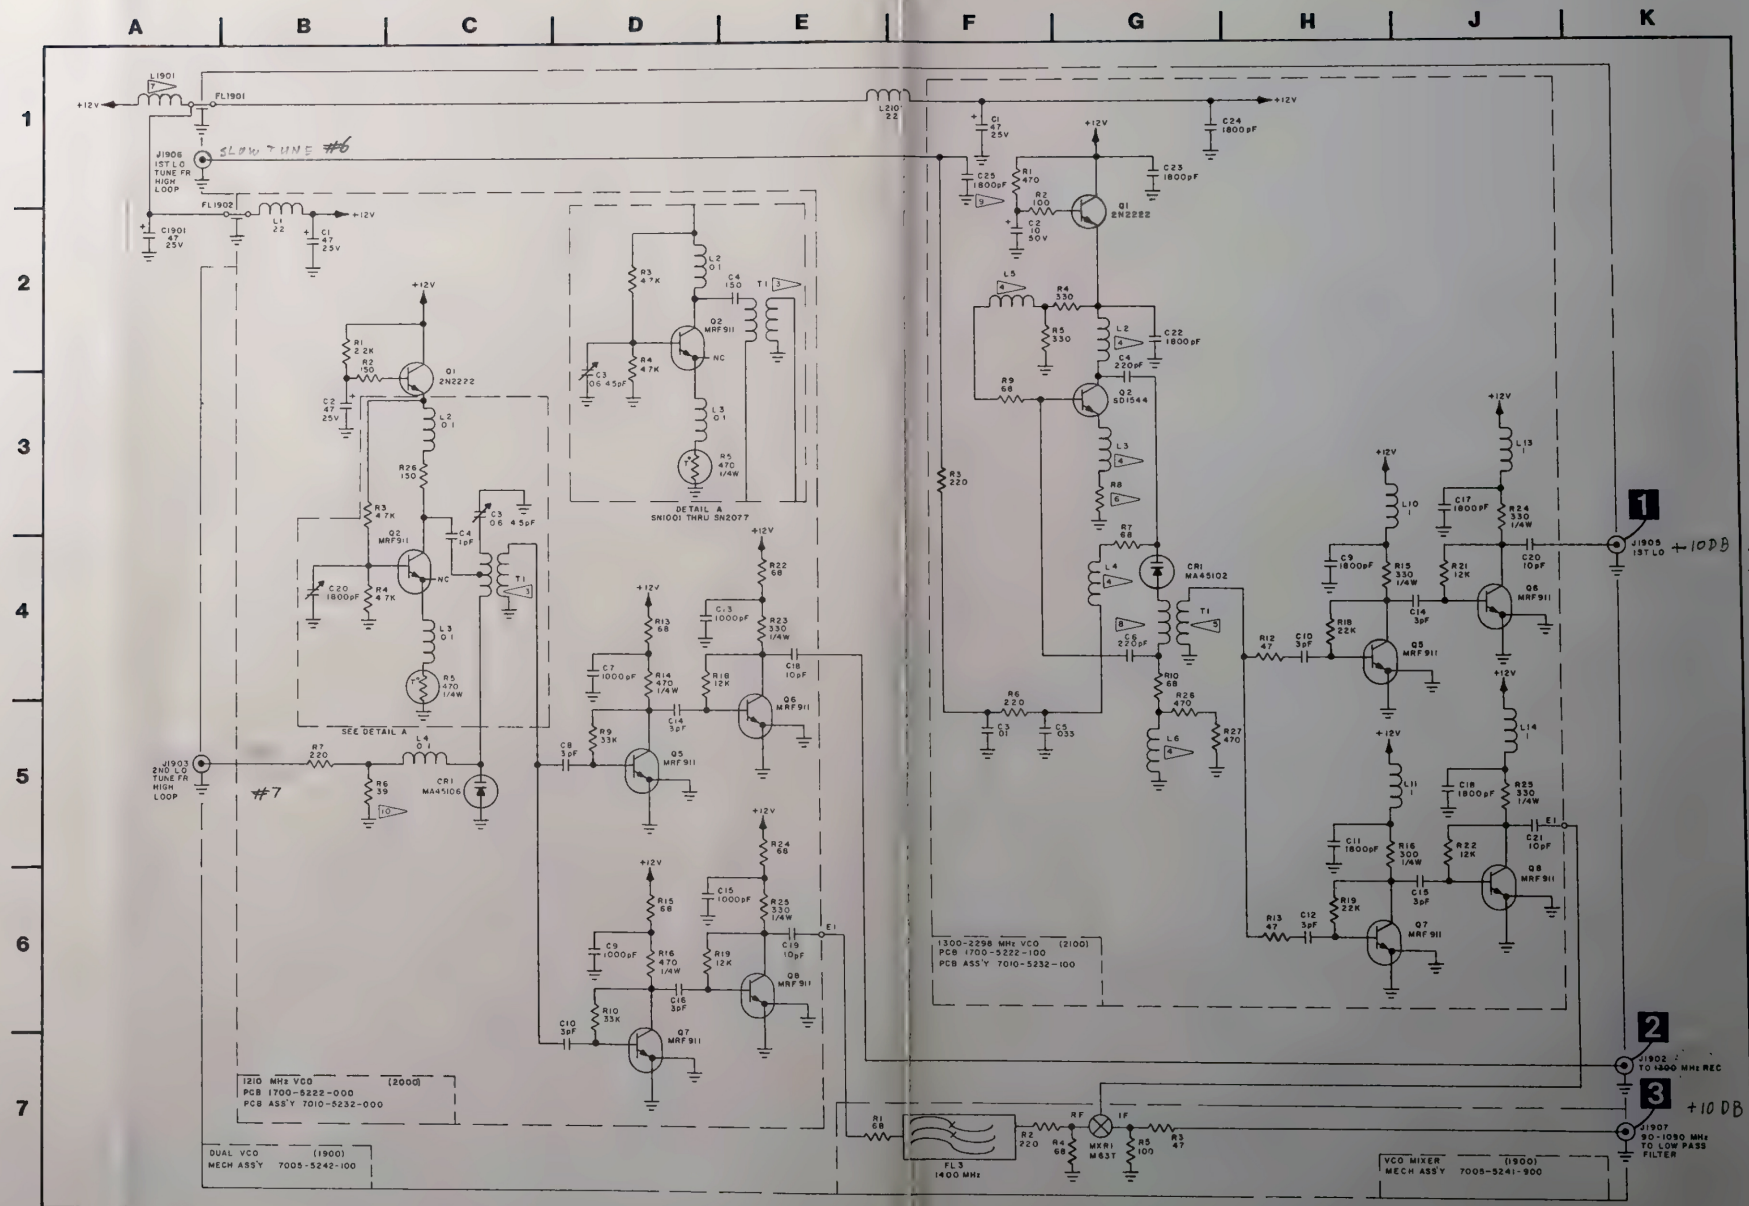 A B C D E F G H J K
1
2
3
4
5
6
7
L1901
7
FL1901
+12V
L210
22
+12V
J1906
1ST LO
TUNE FR
HIGH
LOOP
SLOW TUNE #6
FL1902
L1
22
+12V
C1901
47
25V
C1
47
25V
+12V
R1
2.2K
R2
150
Q1
2N2222
C2
47
25V
L2
0.1
R26
150
R3
4.7K
C3
0.6 4.5pF
Q2
MRF911
C4
1pF
NC
T1
3
C20
1800pF
R4
4.7K
L3
0.1
T°
R5
470
1/4W
SEE DETAIL A
J1903
2ND LO
TUNE FR
HIGH
LOOP
#7
R7
220
R6
39
10
L4
0.1
CR1
MA45106
L2
0.1
R3
4.7K
C4
150
T1
3
Q2
MRF911
NC
C3
0.6 4.5pF
R4
4.7K
L3
0.1
T°
R5
470
1/4W
DETAIL A
SN1001 THRU SN2077
+12V
R22
68
C13
1000pF
R23
330
1/4W
C18
10pF
+12V
R13
68
C7
1000pF
R14
470
1/4W
R18
12K
Q6
MRF911
C14
3pF
R9
33K
C8
3pF
Q5
MRF911
+12V
R24
68
C15
1000pF
R25
330
1/4W
E1
C19
10pF
+12V
R15
68
C9
1000pF
R16
470
1/4W
R19
12K
Q8
MRF911
C16
3pF
R10
33K
C10
3pF
Q7
MRF911
1210 MHz VCO (2000)
PCB 1700-5222-000
PCB ASS'Y 7010-5232-000
DUAL VCO (1900)
MECH ASS'Y 7005-5242-100
C1
47
25V
C24
1800pF
+12V
C25
1800pF
9
R1
470
R2
100
C23
1800pF
Q1
2N2222
C2
10
50V
L5
4
R4
330
R5
330
L2
4
C22
1800pF
C4
220pF
R9
68
Q2
SD1544
L3
4
R8
6
R3
220
R7
68
L4
4
CR1
MA45102
T1
5
8
C6
220pF
R10
68
R26
470
R27
470
L6
4
R6
220
C3
.01
C5
.033
R12
47
C10
3pF
R18
22K
C9
1800pF
+12V
L10
1
R15
330
1/4W
Q5
MRF911
C14
3pF
R21
12K
C17
1800pF
+12V
L13
1
R24
330
1/4W
C20
10pF
Q6
MRF911
1
J1905
1ST LO
+10DB
+12V
L14
1
+12V
L11
1
C18
1800pF
R25
330
1/4W
E1
C21
10pF
C11
1800pF
R16
300
1/4W
R22
12K
Q8
MRF911
C15
3pF
R19
22K
R13
47
C12
3pF
Q7
MRF911
1300-2298 MHz VCO (2100)
PCB 1700-5222-100
PCB ASS'Y 7010-5232-100
2
J1902
TO 1300 MHz REC
3
+10DB
J1907
90-1090 MHz
TO LOW PASS
FILTER
R1
68
FL3
1400 MHz
R2
220
RF
IF
R4
68
MXR1
M63T
R5
100
R3
47
VCO MIXER (1900)
MECH ASS'Y 7005-5241-900